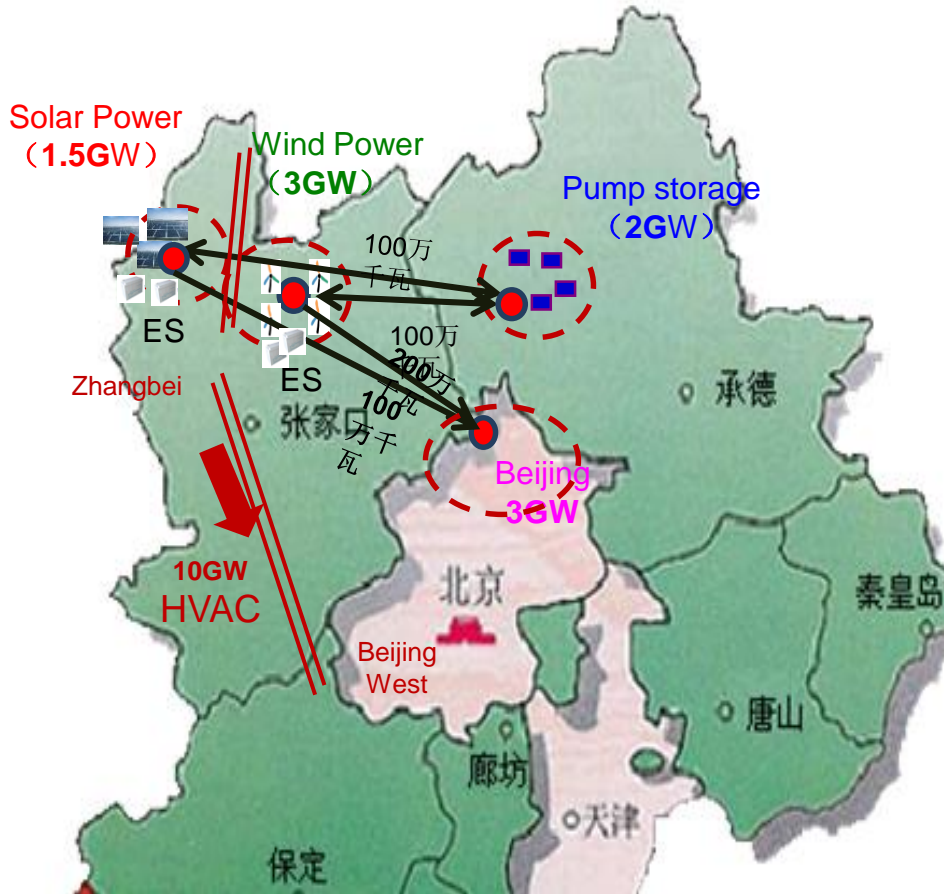 Solar Power
（1.5GW）
Wind Power
（3GW）
Pump storage
（2GW）
100万
千瓦
ES
ES
100万
千瓦
200万
千瓦
100
万千
瓦
Zhangbei
张家口
承德
Beijing
3GW
10GW
HVAC
北京
秦皇岛
Beijing
West
唐山
廊坊
天津
保定